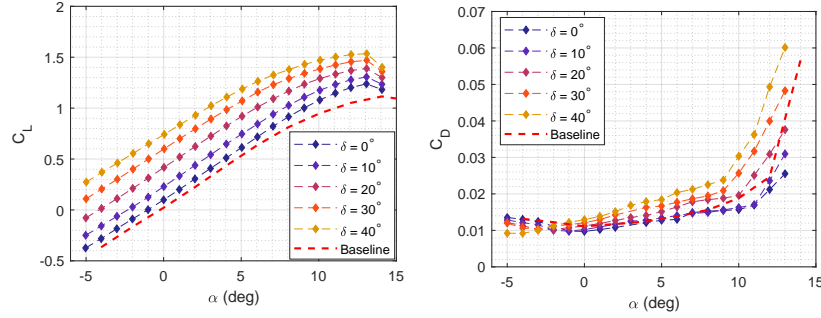 2
1.5
1
0.5
0
-0.5
C_L
-5
0
5
10
15
α (deg)
δ = 0°
δ = 10°
δ = 20°
δ = 30°
δ = 40°
Baseline
0.07
0.06
0.05
0.04
0.03
0.02
0.01
0
C_D
-5
0
5
10
15
α (deg)
δ = 0°
δ = 10°
δ = 20°
δ = 30°
δ = 40°
Baseline